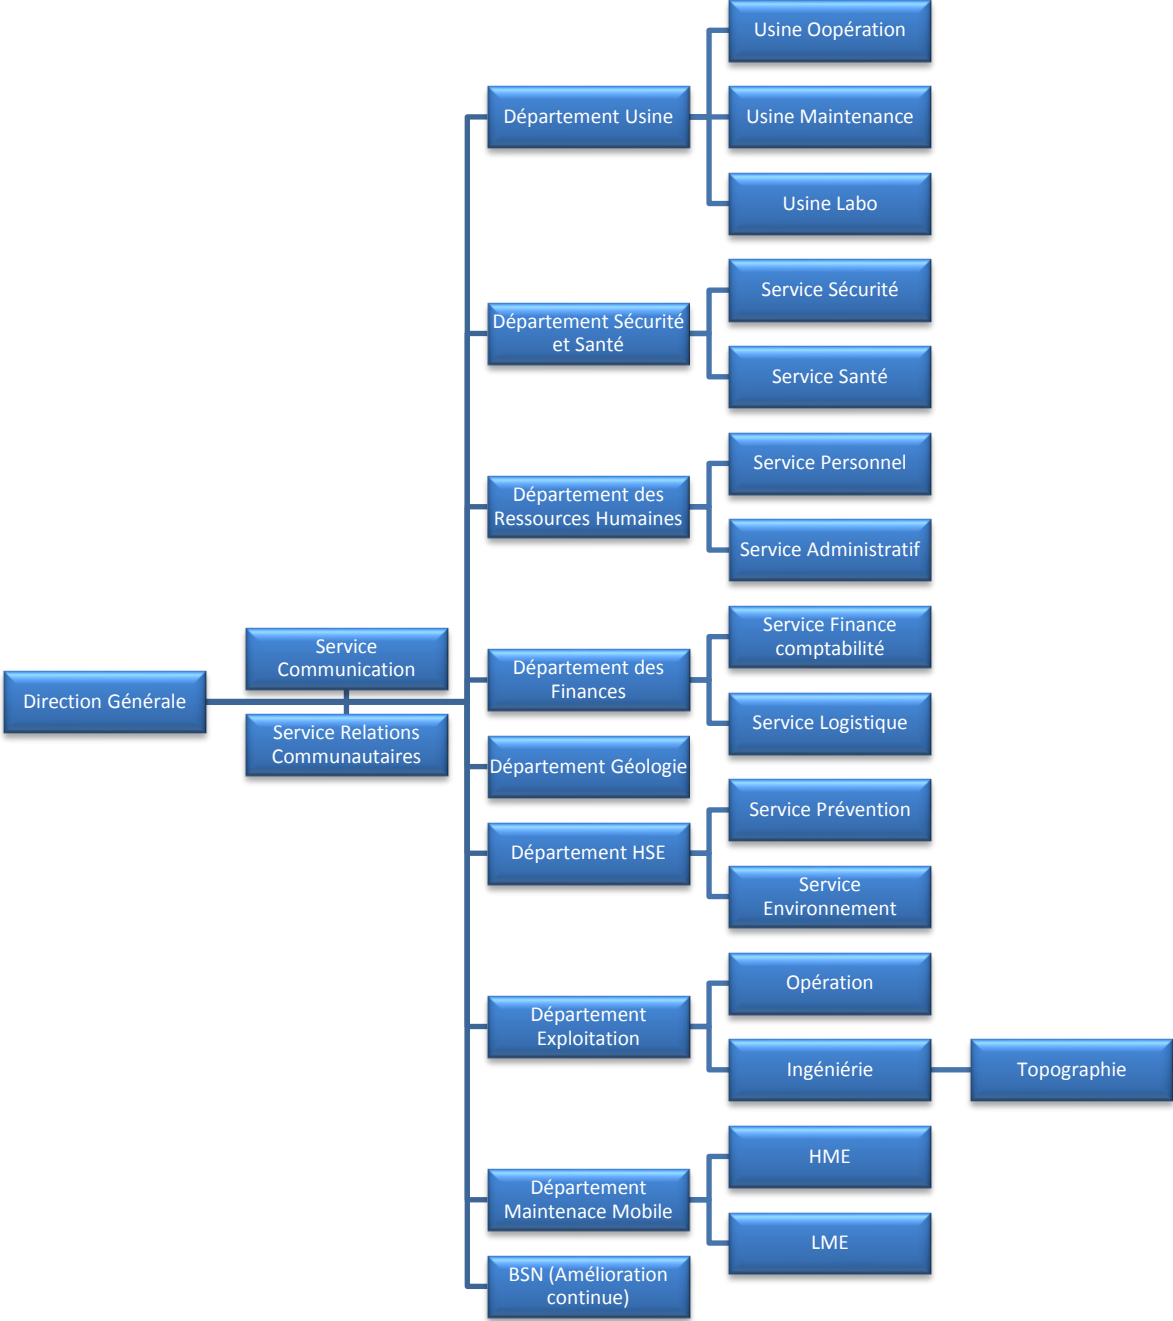 Direction Générale
Service
Communication
Service Relations
Communautaires
Département Usine
Usine Oopération
Usine Maintenance
Usine Labo
Département Sécurité
et Santé
Service Sécurité
Service Santé
Département des
Ressources Humaines
Service Personnel
Service Administratif
Département des
Finances
Service Finance
comptabilité
Service Logistique
Département Géologie
Département HSE
Service Prévention
Service
Environnement
Département
Exploitation
Opération
Ingéniérie
Topographie
Département
Maintenace Mobile
HME
LME
BSN (Amélioration
continue)